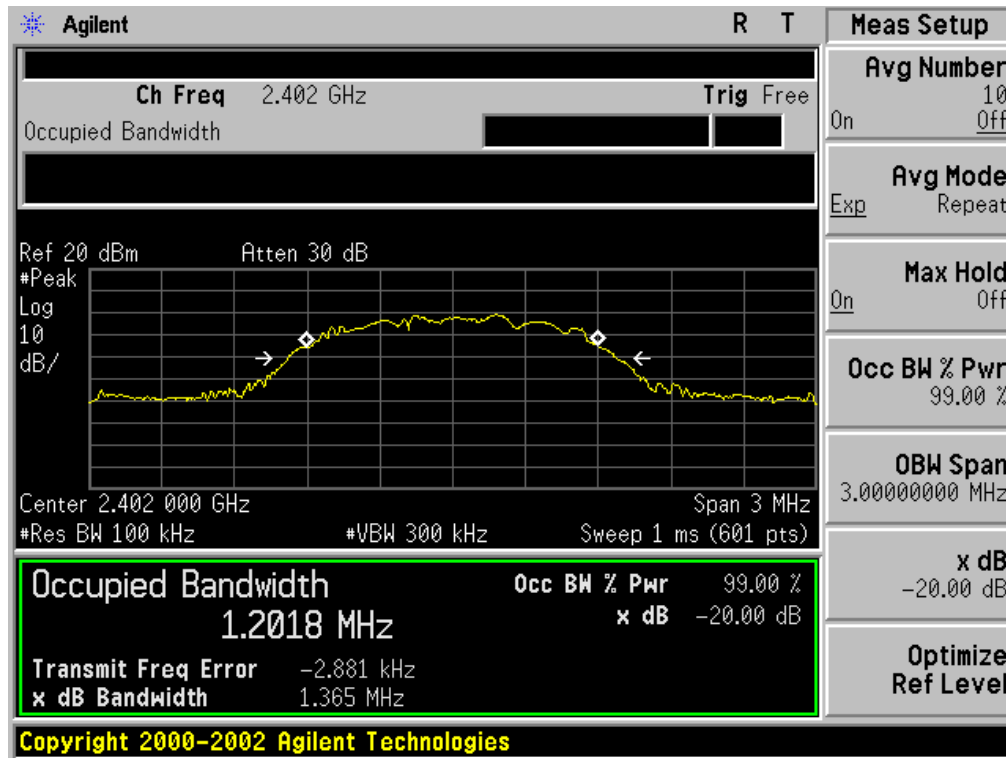 Agilent R T
Ch Freq 2.402 GHz Trig Free
Occupied Bandwidth
Ref 20 dBm Atten 30 dB
#Peak
Log
10
dB/
Center 2.402 000 GHz Span 3 MHz
#Res BW 100 kHz #VBW 300 kHz Sweep 1 ms (601 pts)
Occupied Bandwidth Occ BW % Pwr 99.00 %
1.2018 MHz x dB -20.00 dB
Transmit Freq Error -2.881 kHz
x dB Bandwidth 1.365 MHz
Copyright 2000-2002 Agilent Technologies
Meas Setup
Avg Number
10
On Off
Avg Mode
Exp Repeat
Max Hold
On Off
Occ BW % Pwr
99.00 %
OBW Span
3.00000000 MHz
x dB
-20.00 dB
Optimize
Ref Level